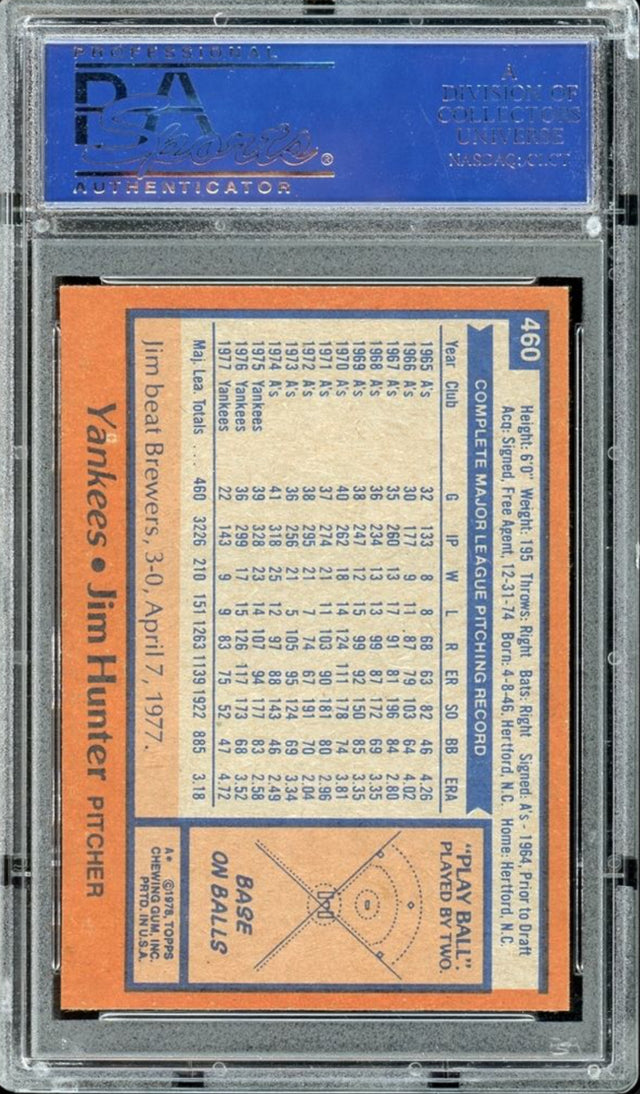 PROFESSIONAL
PSA
Sports®
AUTHENTICATOR
A
DIVISION OF
COLLECTORS
UNIVERSE
NASDAQ: CLCT
460
Height: 6'0" Weight: 195 Throws: Right Bats: Right Signed: A's - 1964, Prior to Draft
Acq: Signed, Free Agent, 12-31-74 Born: 4-8-46, Hertford, N.C. Home: Hertford, N.C.
COMPLETE MAJOR LEAGUE PITCHING RECORD
Year Club G IP W L R ER SO BB ERA
1965 A's 32 133 8 8 68 63 82 46 4.26
1966 A's 30 177 9 11 87 79 103 64 4.02
1967 A's 35 260 13 17 91 81 196 84 2.80
1968 A's 36 234 13 13 99 87 172 69 3.35
1969 A's 38 247 12 15 99 92 150 85 3.35
1970 A's 40 262 18 14 124 111 178 74 3.81
1971 A's 37 274 21 11 103 90 181 80 2.96
1972 A's 38 295 21 7 74 67 191 70 2.04
1973 A's 36 256 21 5 105 95 124 69 3.34
1974 A's 41 318 25 12 97 88 143 46 2.49
1975 Yankees 39 328 23 14 107 94 177 83 2.58
1976 Yankees 36 299 17 15 126 117 173 68 3.52
1977 Yankees 22 143 9 9 83 75 52 47 4.72
Maj. Lea. Totals .... 460 3226 210 151 1263 1139 1922 885 3.18
Jim beat Brewers, 3-0, April 7, 1977.
"PLAY BALL"
PLAYED BY TWO.
BASE
ON BALLS
A* ©1978, TOPPS
CHEWING GUM, INC.
PRTD. IN U.S.A.
Yankees • Jim Hunter PITCHER